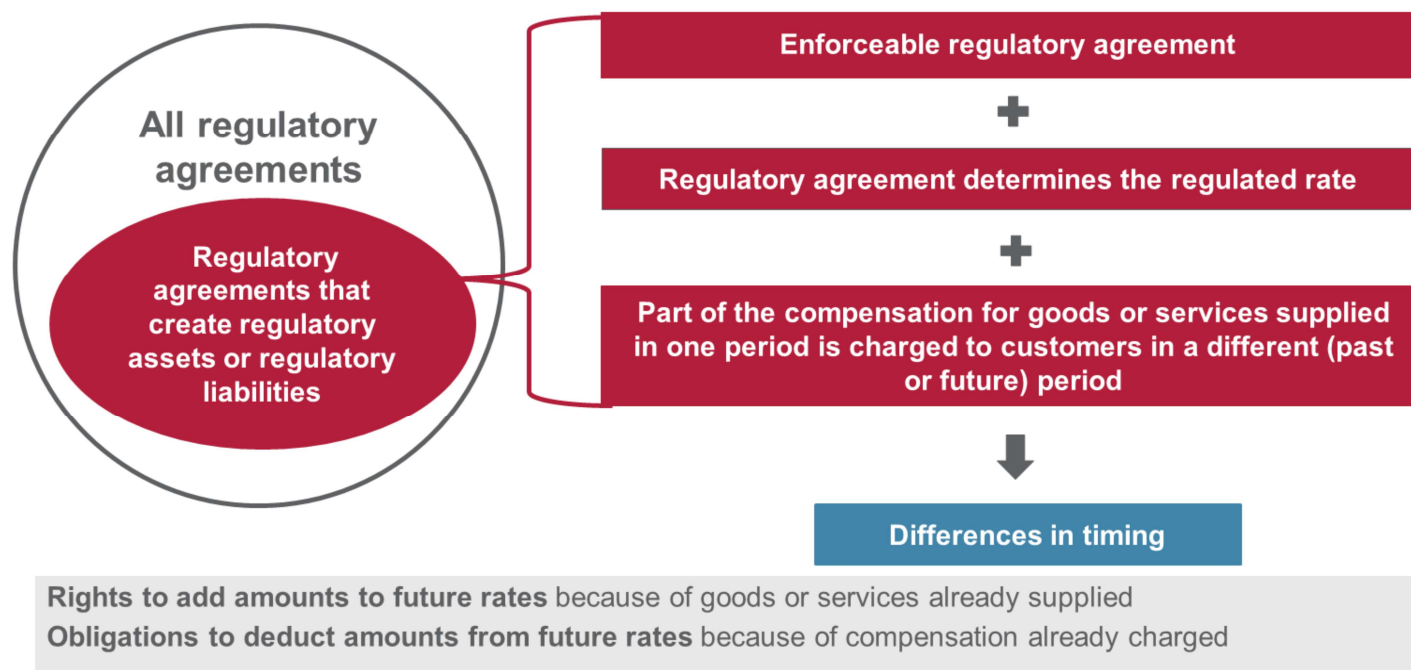 All regulatory
agreements
Regulatory
agreements that
create regulatory
assets or regulatory
liabilities
Enforceable regulatory agreement
Regulatory agreement determines the regulated rate
Part of the compensation for goods or services supplied
in one period is charged to customers in a different (past
or future) period
Differences in timing
Rights to add amounts to future rates because of goods or services already supplied
Obligations to deduct amounts from future rates because of compensation already charged